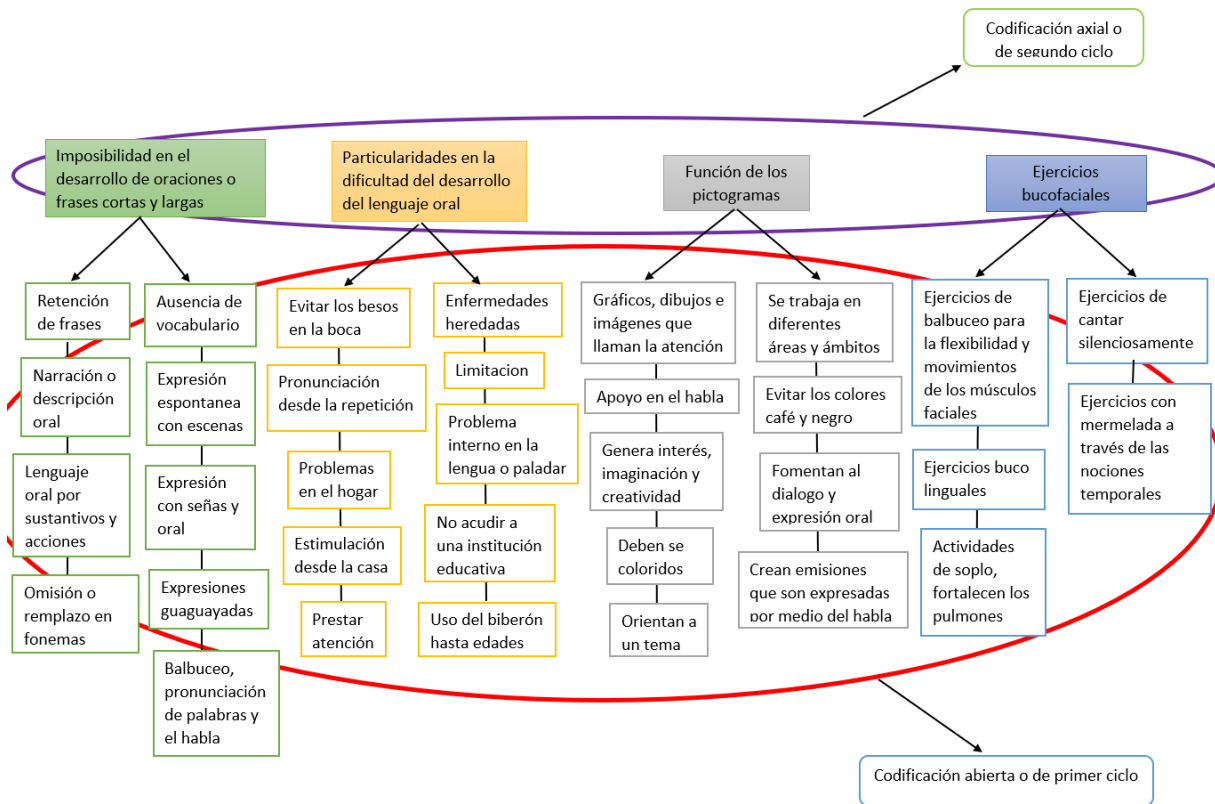 Codificación axial o
de segundo ciclo
Imposibilidad en el
desarrollo de oraciones o
frases cortas y largas
Particularidades en la
dificultad del desarrollo
del lenguaje oral
Función de los
pictogramas
Ejercicios
bucofaciales
Retención
de frases
Narración o
descripción
oral
Lenguaje
oral por
sustantivos y
acciones
Omisión o
remplazo en
fonemas
Ausencia de
vocabulario
Expresión
espontanea
con escenas
Expresión
con señas y
oral
Expresiones
guaguayadas
Balbuceo,
pronunciación
de palabras y
el habla
Evitar los besos
en la boca
Pronunciación
desde la repetición
Problemas
en el hogar
Estimulación
desde la casa
Prestar
atención
Enfermedades
heredadas
Limitacion
Problema
interno en la
lengua o paladar
No acudir a
una institución
educativa
Uso del biberón
hasta edades
Gráficos, dibujos e
imágenes que
llaman la atención
Apoyo en el habla
Genera interés,
imaginación y
creatividad
Deben se
coloridos
Orientan a
un tema
Se trabaja en
diferentes
áreas y ámbitos
Evitar los colores
café y negro
Fomentan al
dialogo y
expresión oral
Crean emisiones
que son expresadas
por medio del habla
Ejercicios de
balbuceo para
la flexibilidad y
movimientos
de los músculos
faciales
Ejercicios buco
linguales
Actividades
de soplo,
fortalecen los
pulmones
Ejercicios de
cantar
silenciosamente
Ejercicios con
mermelada a
través de las
nociones
temporales
Codificación abierta o de primer ciclo